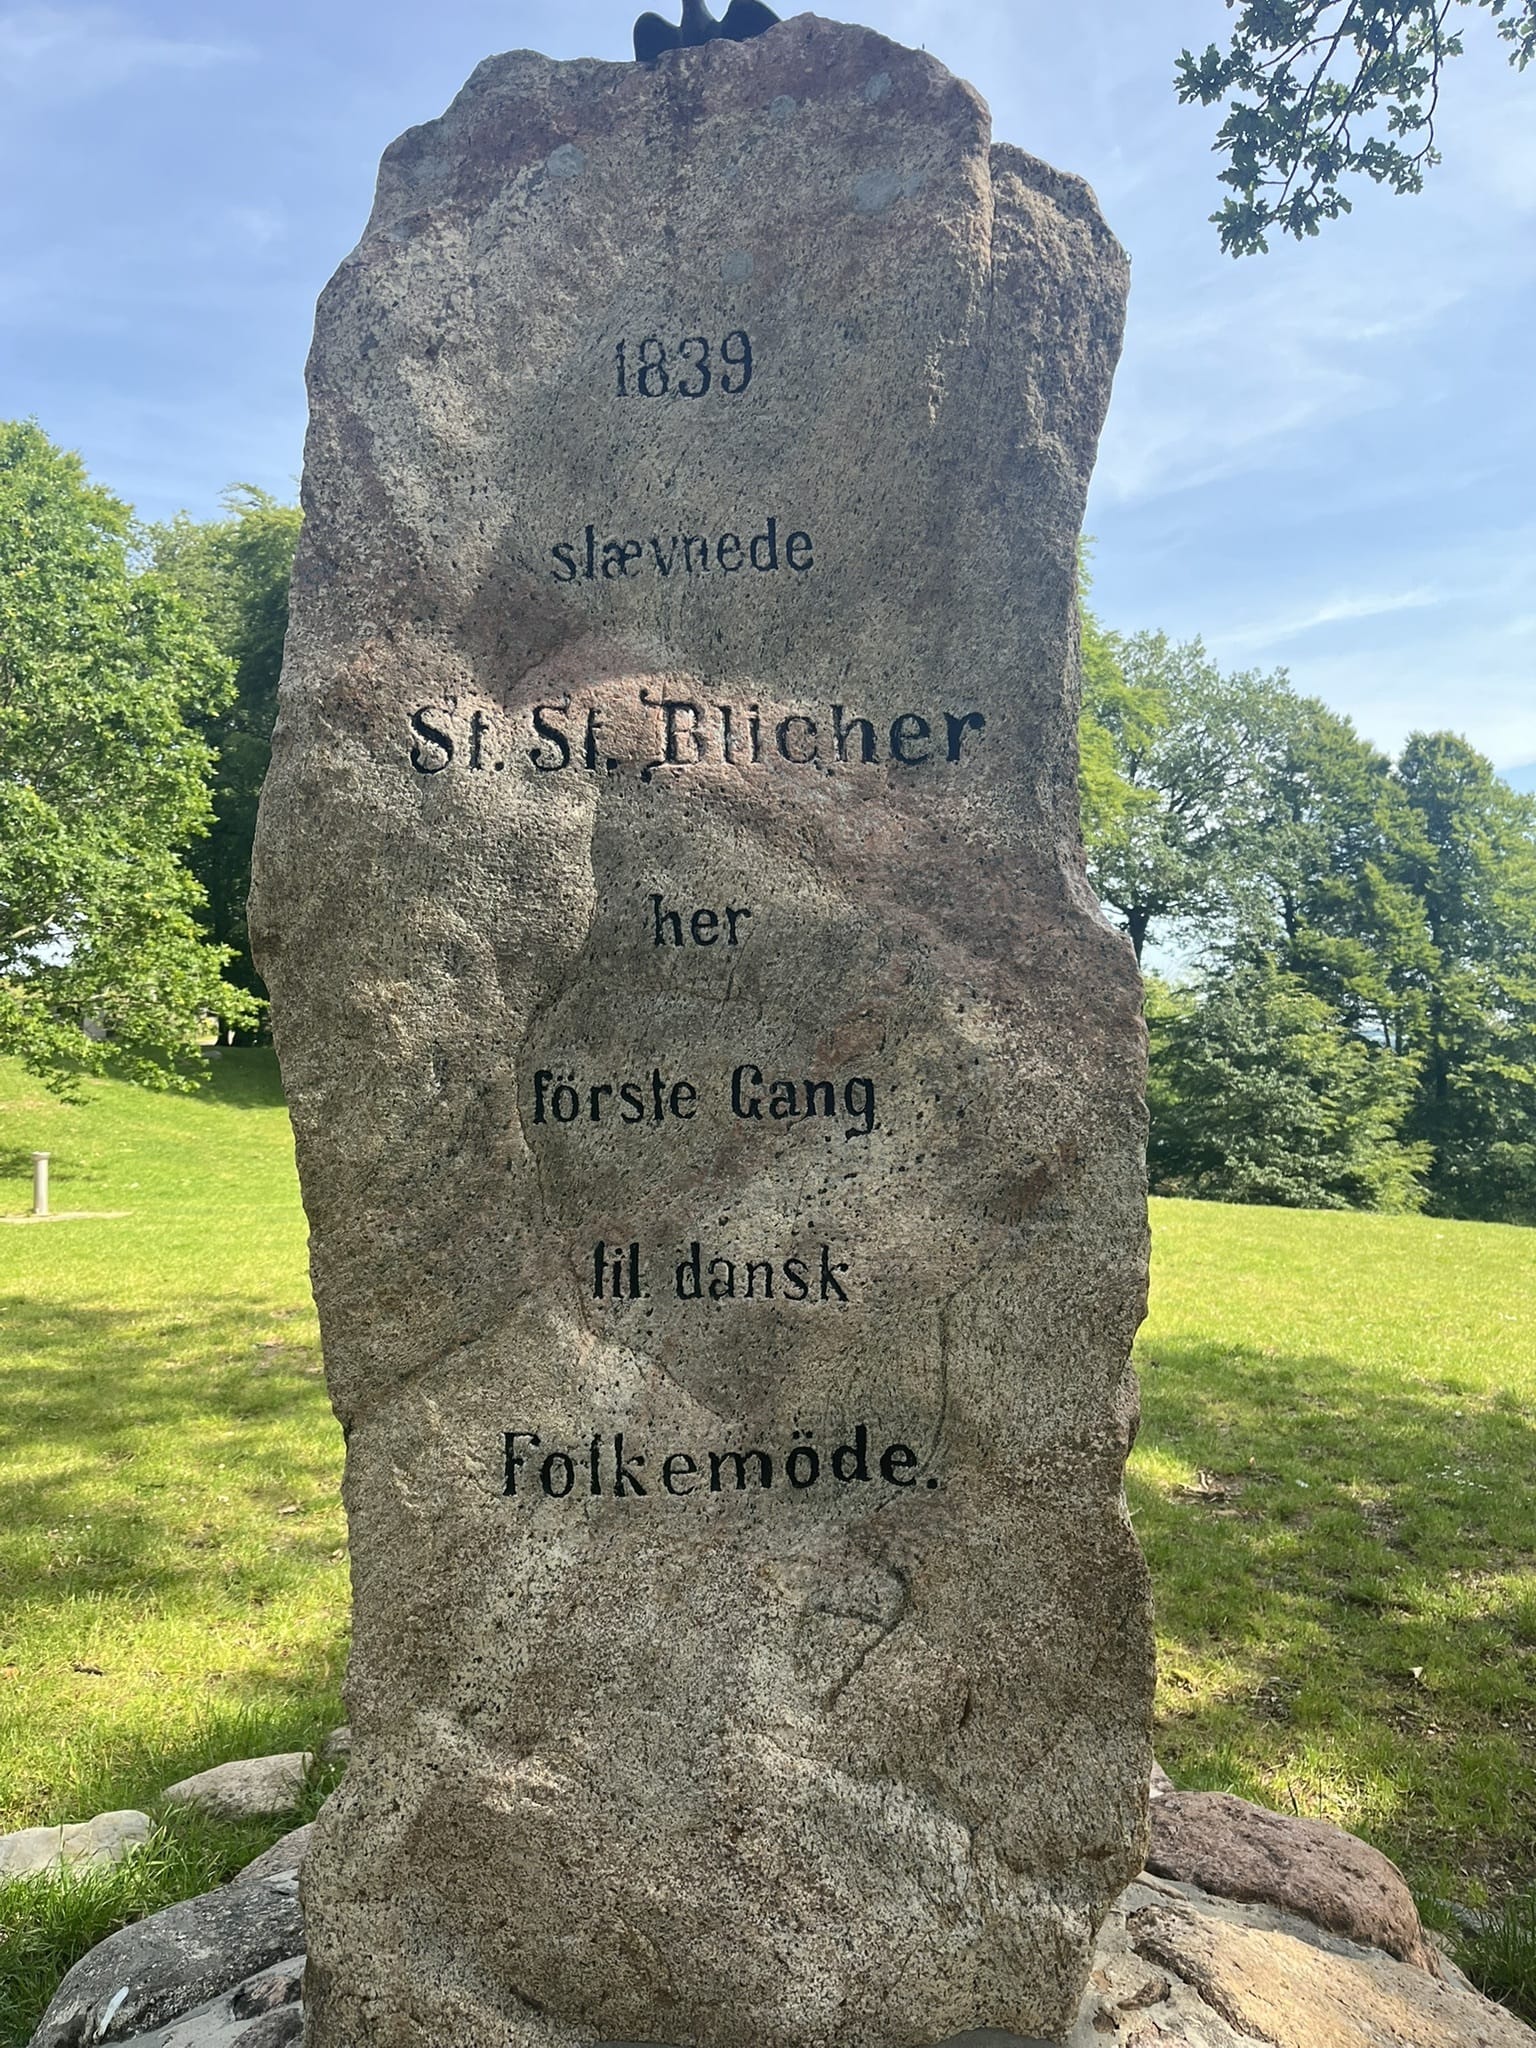 1839
slævnede
St. St. Blicher
her
förste Gang
til dansk
Folkemöde.